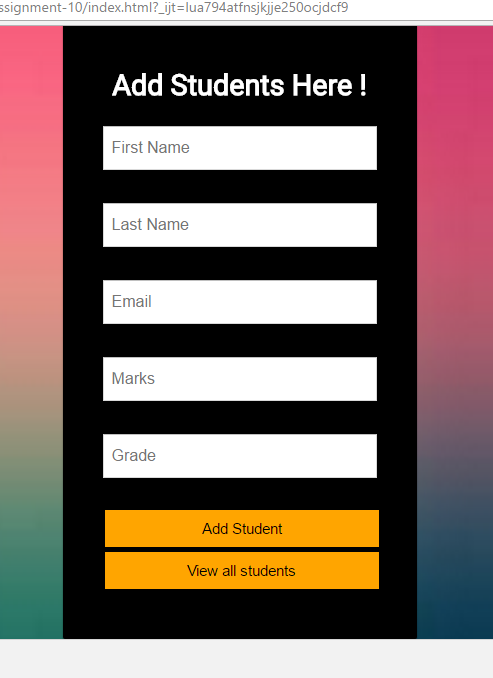 ssignment-10/index.html?_ijt=lua794atfnsjkjje250ocjdcf9
Add Students Here !
First Name
Last Name
Email
Marks
Grade
Add Student
View all students